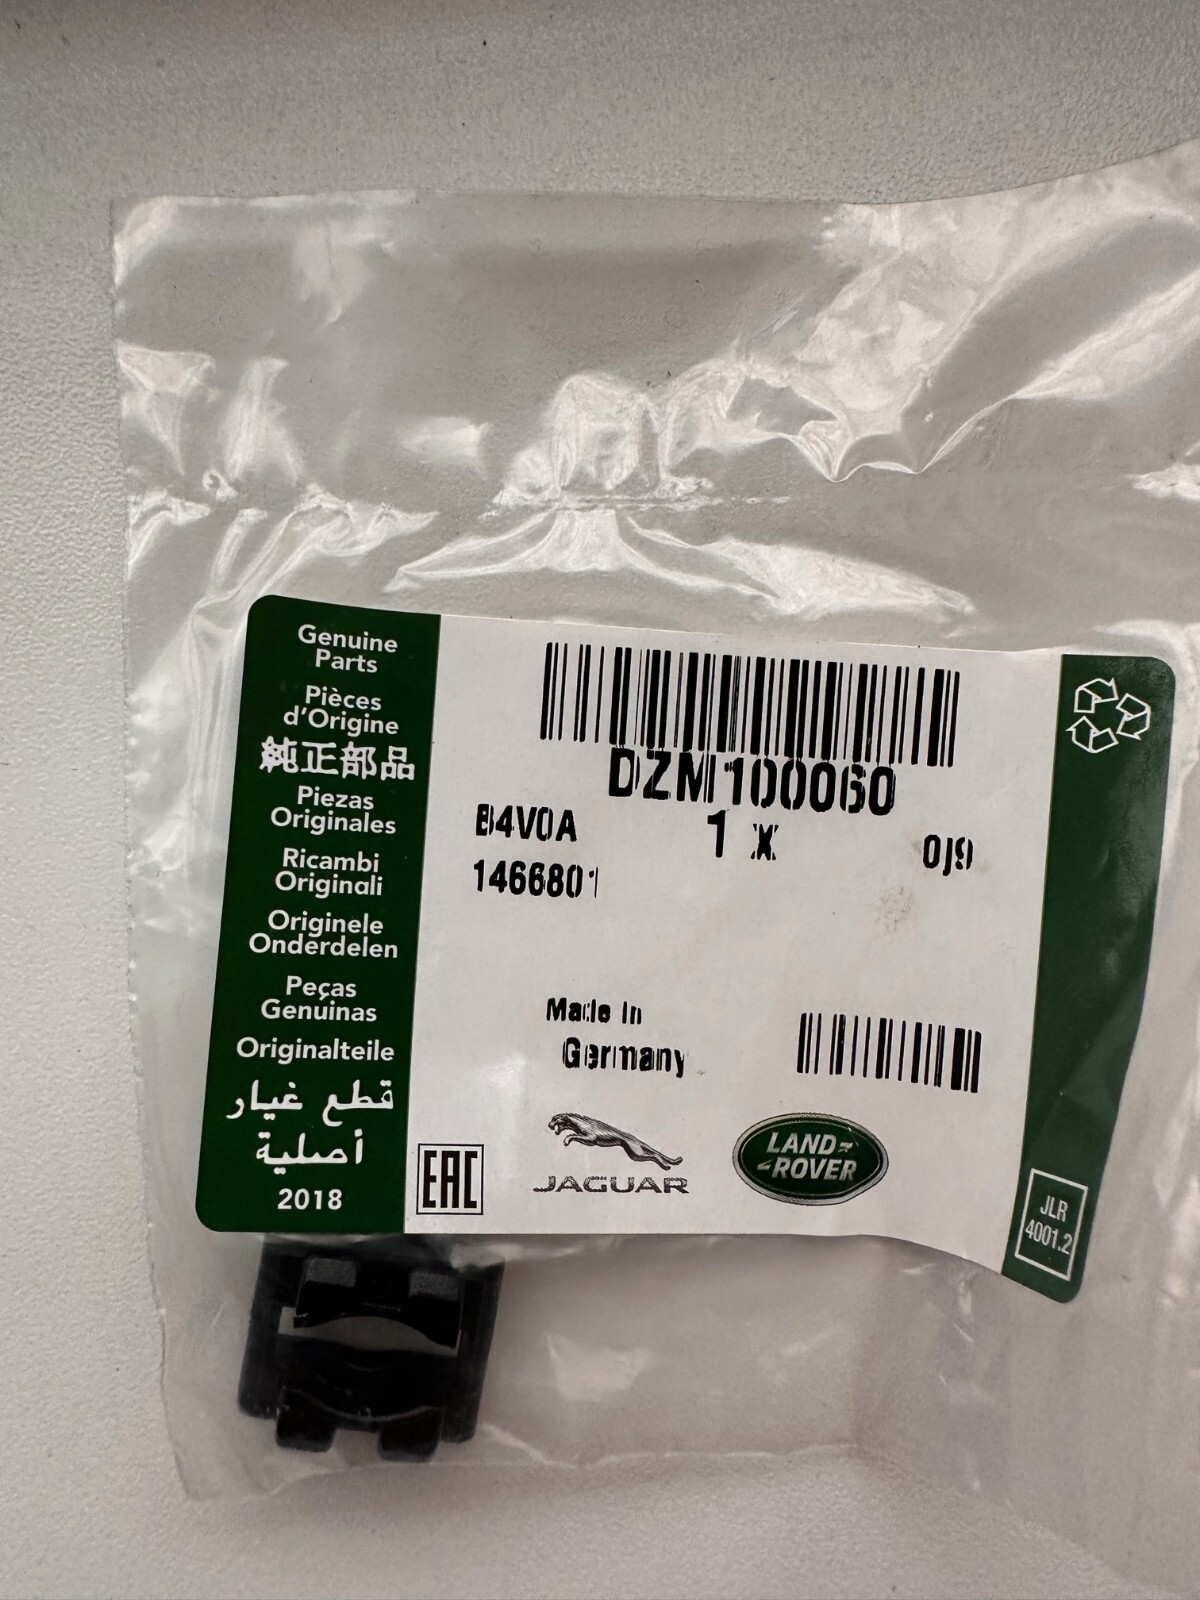 Genuine
Parts
Pièces
d'Origine
純正部品
Piezas
Originales
Ricambi
Originali
Originele
Onderdelen
Peças
Genuínas
Originalteile
قطع غيار
أصلية
2018
DZM100060
B4V0A
1 x
0J9
1466801
Made In
Germany
EAC
JAGUAR
LAND
ROVER
JLR
4001.2